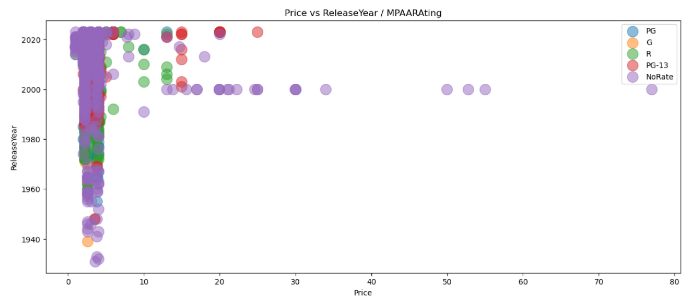 Price vs ReleaseYear / MPAARAting
PG
G
R
PG-13
NoRate
2020
2000
1980
1960
1940
ReleaseYear
0 10 20 30 40 50 60 70 80
Price